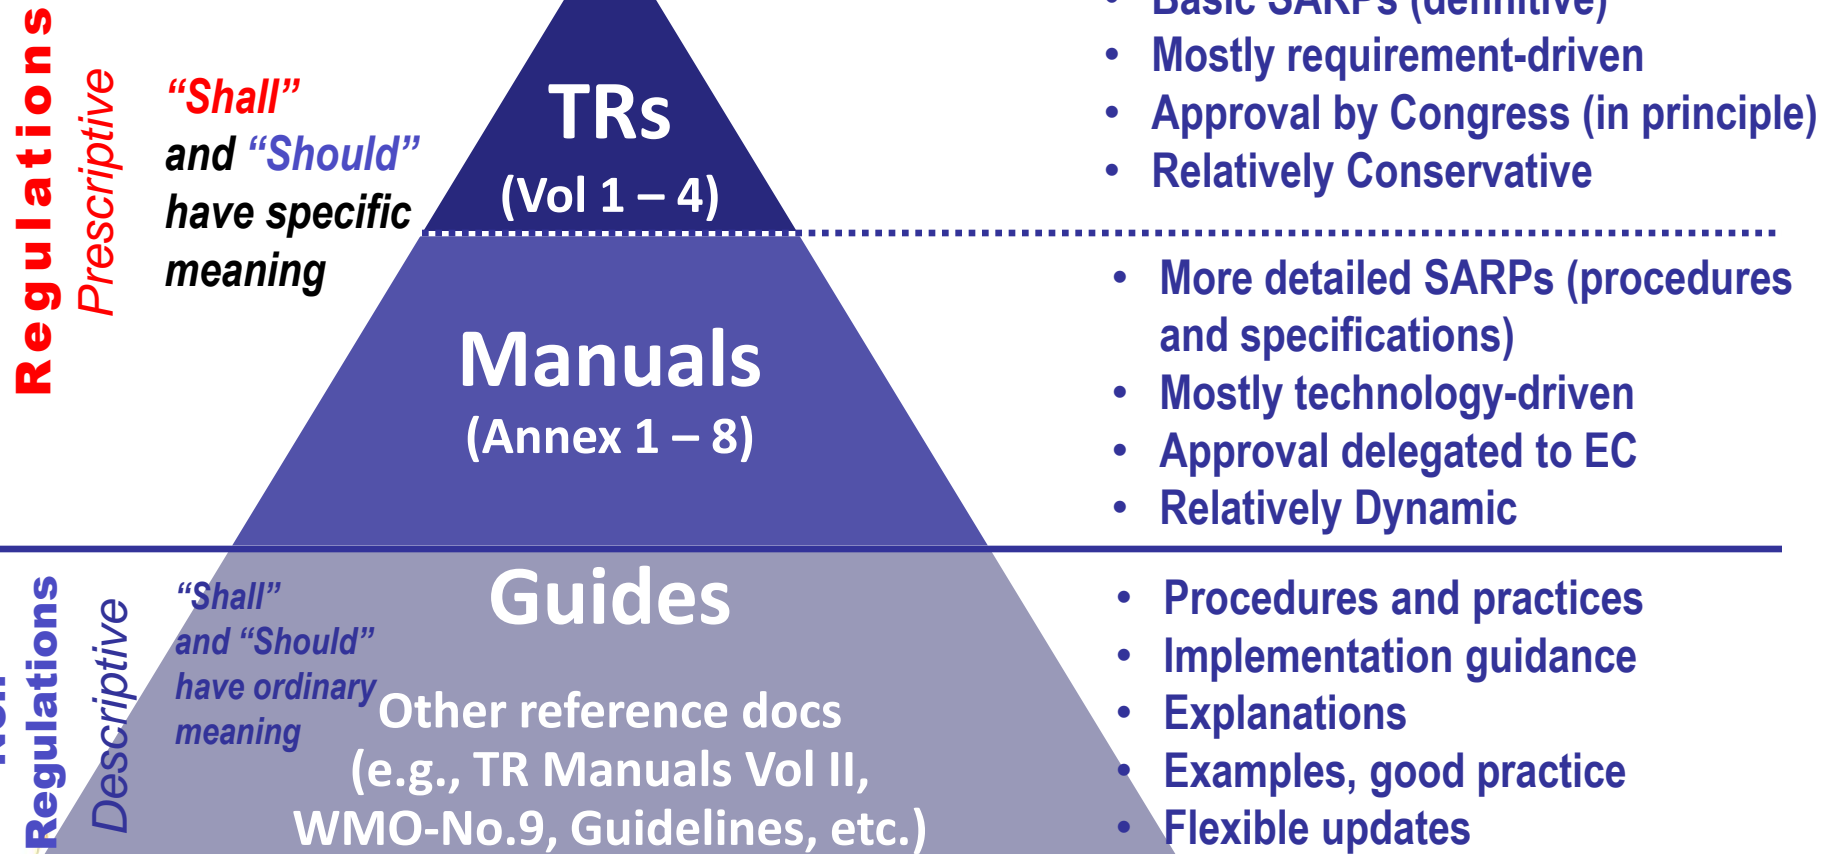 Regulations
Prescriptive
“Shall”
and “Should”
have specific
meaning
TRs
(Vol 1 – 4)
• Basic SARPs (definitive)
• Mostly requirement-driven
• Approval by Congress (in principle)
• Relatively Conservative
Manuals
(Annex 1 – 8)
• More detailed SARPs (procedures
and specifications)
• Mostly technology-driven
• Approval delegated to EC
• Relatively Dynamic
Regulations
Descriptive
“Shall”
and “Should”
have ordinary
meaning
Guides
Other reference docs
(e.g., TR Manuals Vol II,
WMO-No.9, Guidelines, etc.)
• Procedures and practices
• Implementation guidance
• Explanations
• Examples, good practice
• Flexible updates